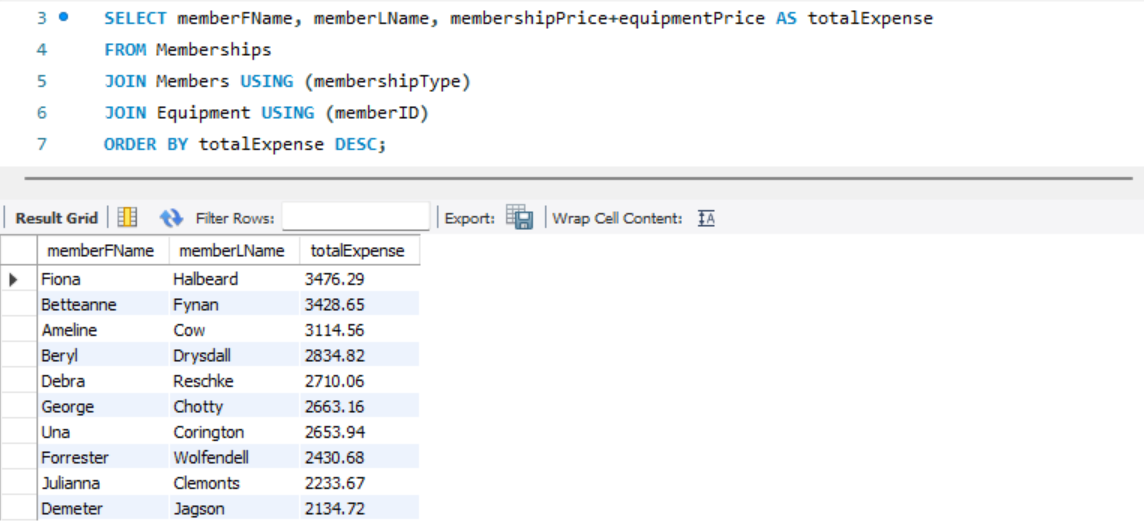 3 SELECT memberFName, memberLName, membershipPrice+equipmentPrice AS totalExpense
4 FROM Memberships
5 JOIN Members USING (membershipType)
6 JOIN Equipment USING (memberID)
7 ORDER BY totalExpense DESC;
Result Grid Filter Rows: Export: Wrap Cell Content: IA
memberFName memberLName totalExpense
Fiona Halbeard 3476.29
Betteanne Fynan 3428.65
Ameline Cow 3114.56
Beryl Drysdall 2834.82
Debra Reschke 2710.06
George Chotty 2663.16
Una Corington 2653.94
Forrester Wolfendell 2430.68
Julianna Clemonts 2233.67
Demeter Jagson 2134.72